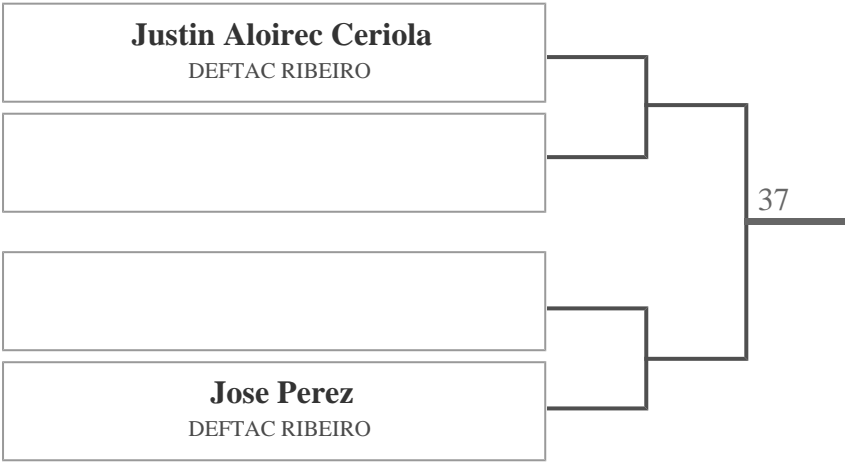 Justin Aloirec Ceriola
DEFTAC RIBEIRO
37
Jose Perez
DEFTAC RIBEIRO